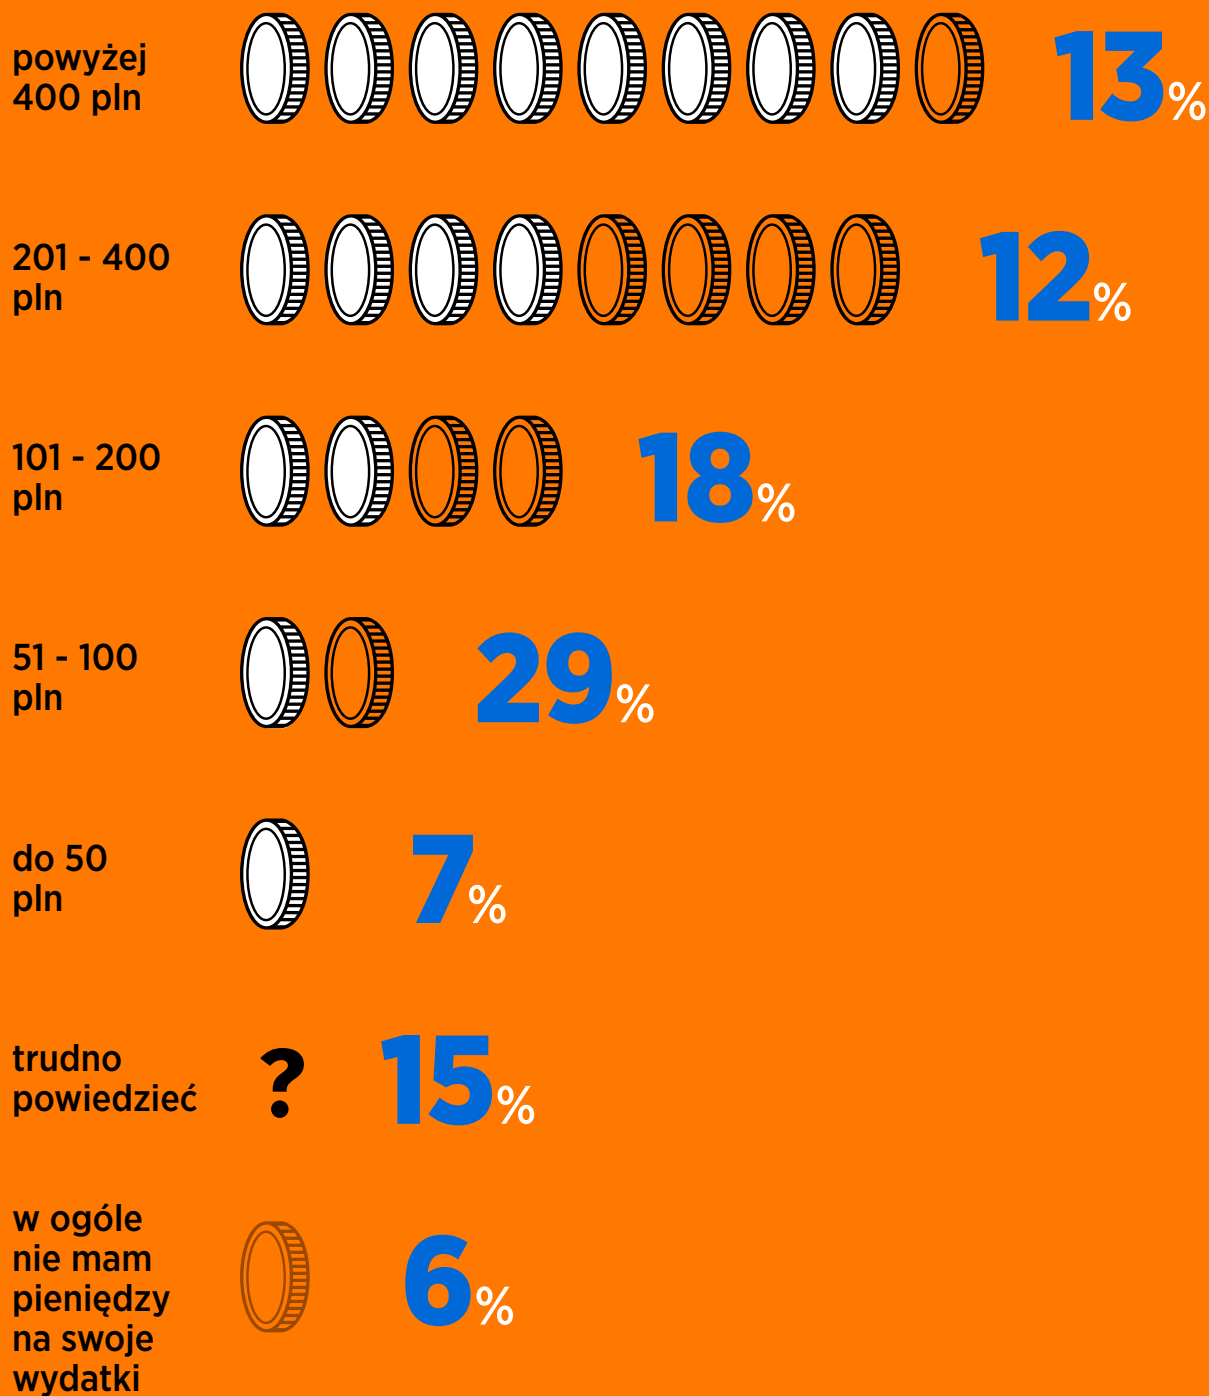 powyżej
400 pln
13%
201 - 400
pln
12%
101 - 200
pln
18%
51 - 100
pln
29%
do 50
pln
7%
trudno
powiedzieć
?
15%
w ogóle
nie mam
pieniędzy
na swoje
wydatki
6%